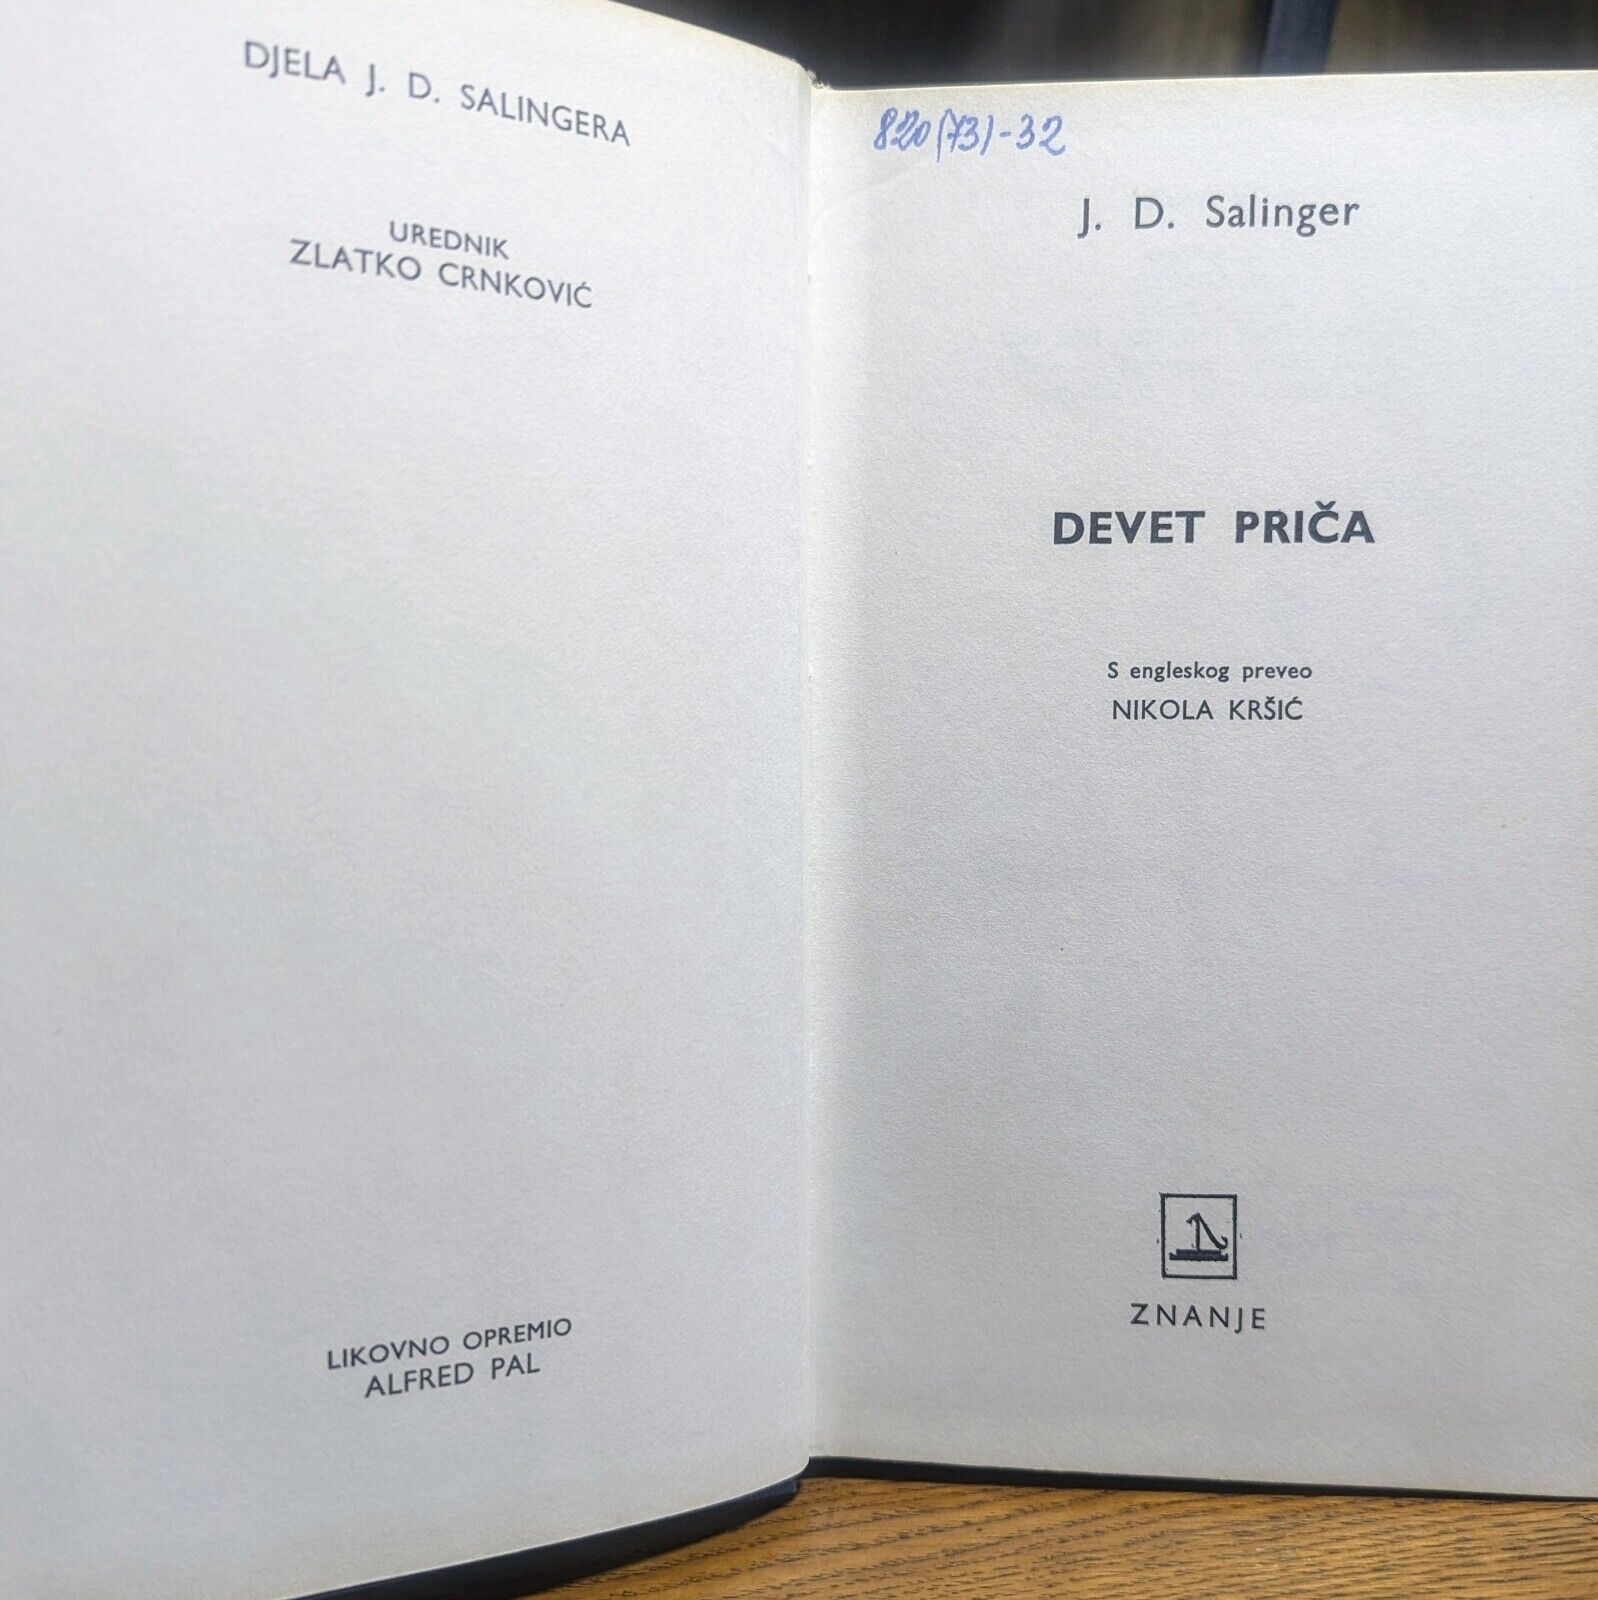 DJELA J. D. SALINGERA
UREDNIK
ZLATKO CRNKOVIĆ
LIKOVNO OPREMIO
ALFRED PAL
820(73)-32
J. D. Salinger
DEVET PRIČA
S engleskog preveo
NIKOLA KRŠIĆ
ZNANJE